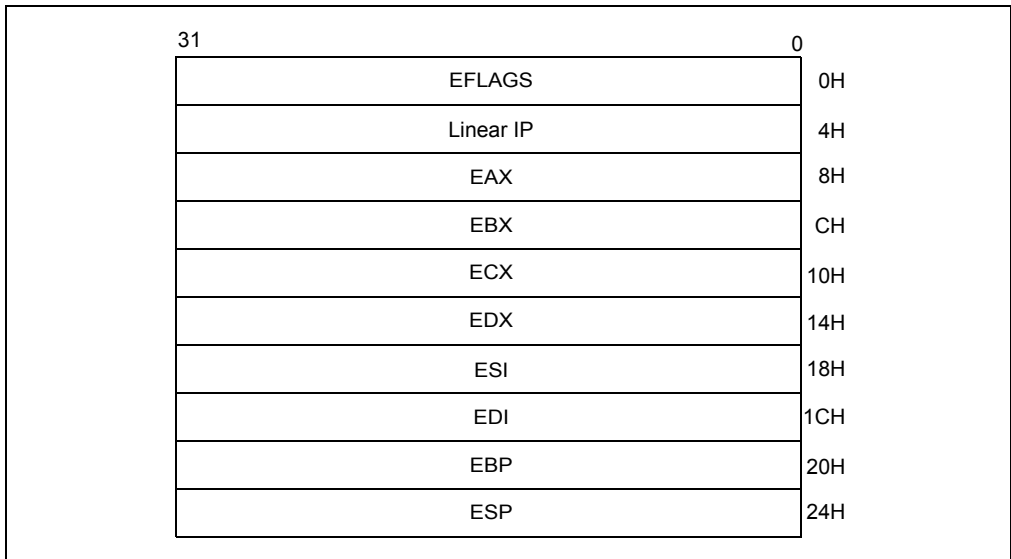 31 0
EFLAGS 0H
Linear IP 4H
EAX 8H
EBX CH
ECX 10H
EDX 14H
ESI 18H
EDI 1CH
EBP 20H
ESP 24H